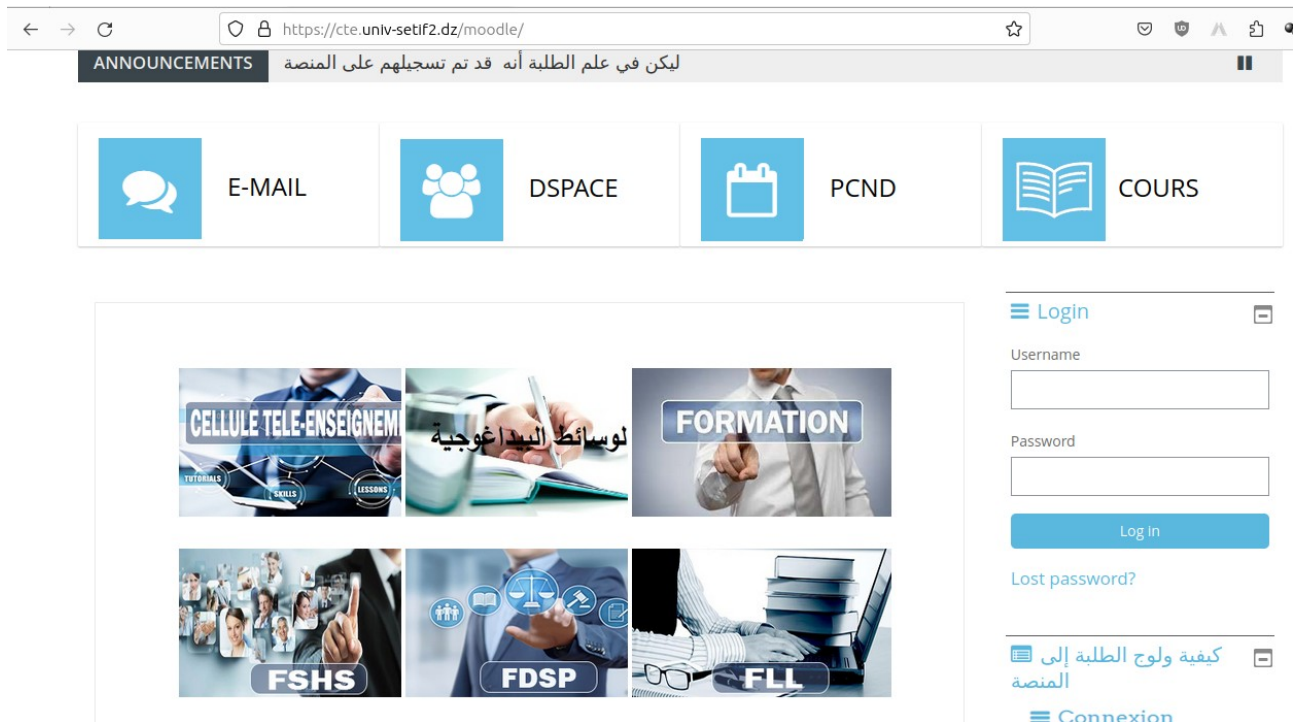 https://cte.univ-setif2.dz/moodle/
ANNOUNCEMENTS ليكن في علم الطلبة أنه قد تم تسجيلهم على المنصة
E-MAIL
DSPACE
PCND
COURS
Login
Username
Password
Log in
Lost password?
CELLULE TELE-ENSEIGNEM
TUTORIALS
SKILLS
LESSONS
لوسائط البيداغوجية
FORMATION
FSHS
FDSP
FLL
كيفية ولوج الطلبة إلى
المنصة
Connexion